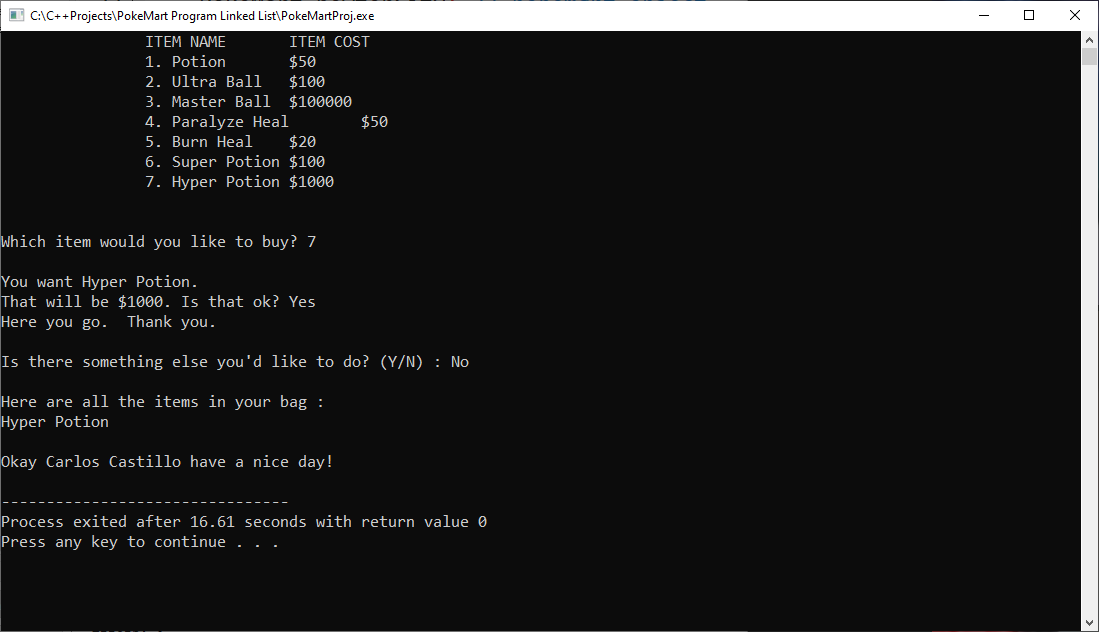 C:\C++Projects\PokeMart Program Linked List\PokeMartProj.exe
ITEM NAME       ITEM COST
1. Potion       $50
2. Ultra Ball   $100
3. Master Ball  $100000
4. Paralyze Heal        $50
5. Burn Heal    $20
6. Super Potion $100
7. Hyper Potion $1000
Which item would you like to buy? 7
You want Hyper Potion.
That will be $1000. Is that ok? Yes
Here you go.  Thank you.
Is there something else you'd like to do? (Y/N) : No
Here are all the items in your bag :
Hyper Potion
Okay Carlos Castillo have a nice day!
--------------------------------
Process exited after 16.61 seconds with return value 0
Press any key to continue . . .